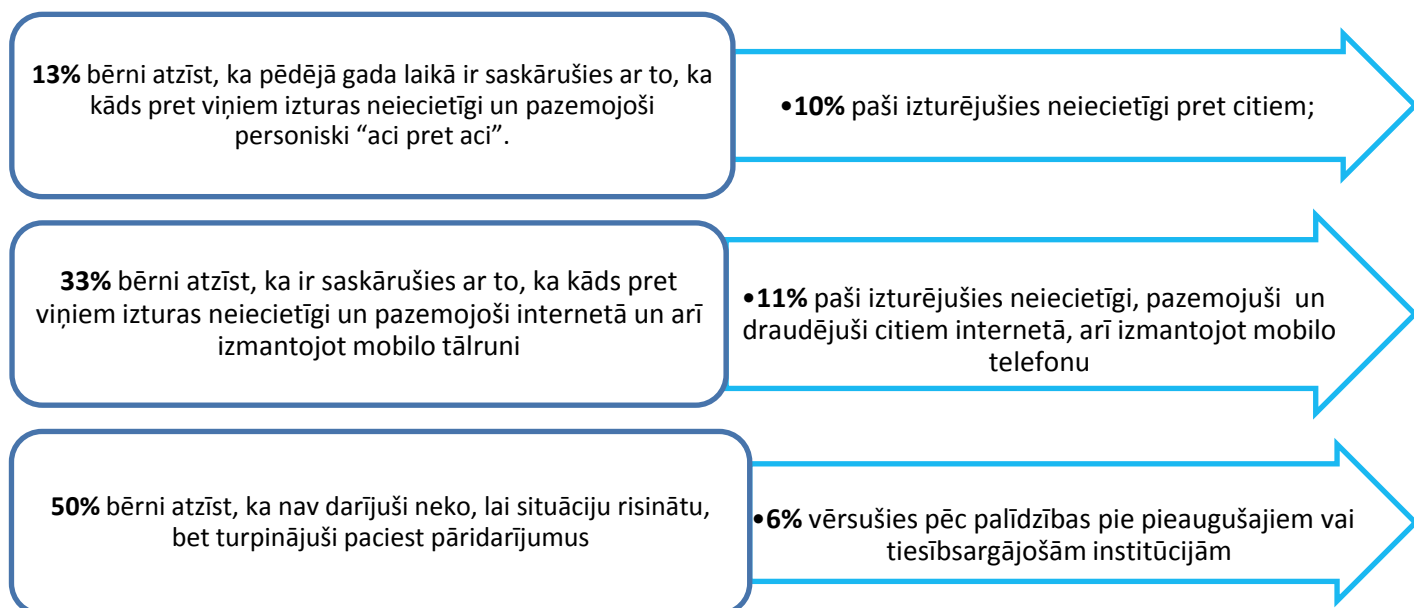 13% bērni atzīst, ka pēdējā gada laikā ir saskārušies ar to, ka
kāds pret viņiem izturas neiecietīgi un pazemojoši
personiski “aci pret aci”.
•10% paši izturējušies neiecietīgi pret citiem;
33% bērni atzīst, ka ir saskārušies ar to, ka kāds pret
viņiem izturas neiecietīgi un pazemojoši internetā un arī
izmantojot mobilo tālruni
•11% paši izturējušies neiecietīgi, pazemojuši un
draudējuši citiem internetā, arī izmantojot mobilo
telefonu
50% bērni atzīst, ka nav darījuši neko, lai situāciju risinātu,
bet turpinājuši paciest pāridarījumus
•6% vērsušies pēc palīdzības pie pieaugušajiem vai
tiesībsargājošām institūcijām